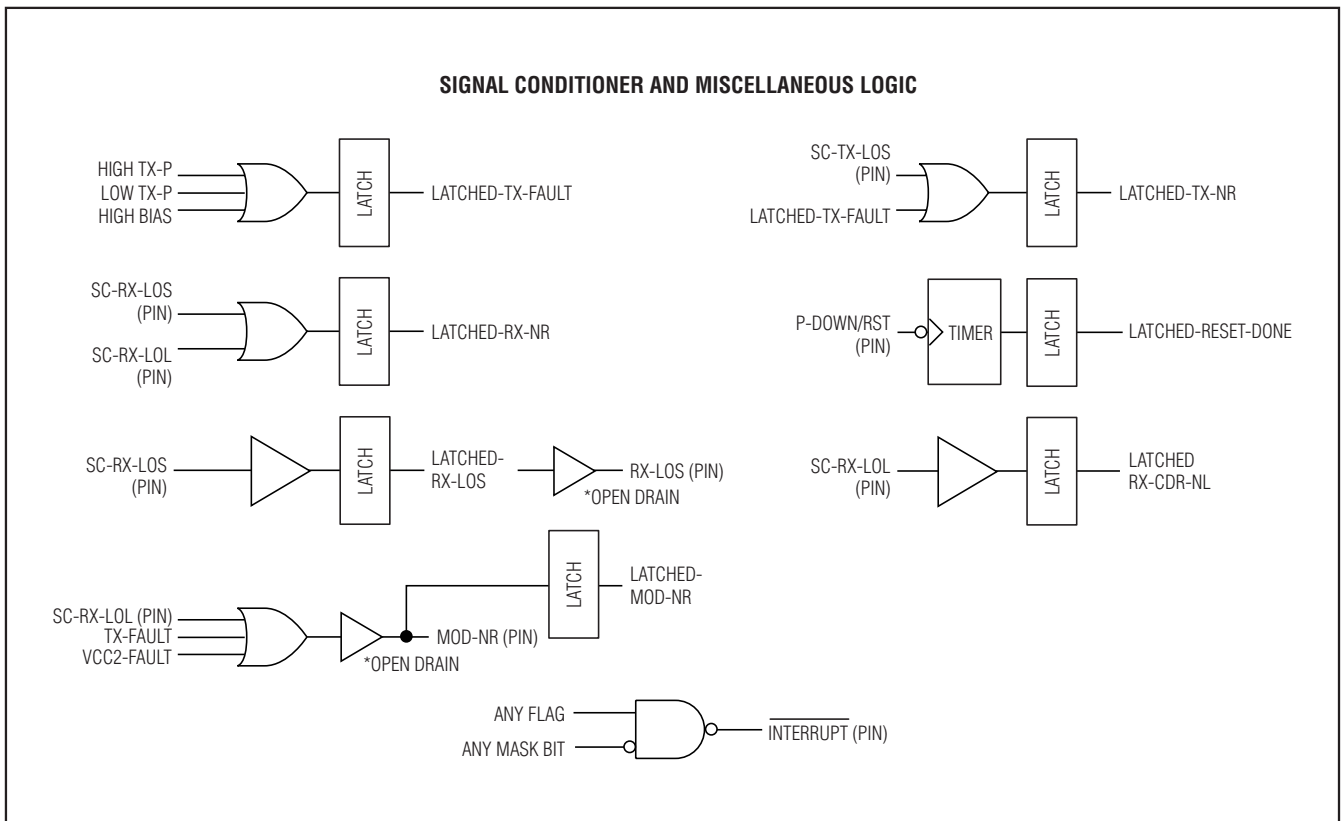 SIGNAL CONDITIONER AND MISCELLANEOUS LOGIC
HIGH TX-P
LOW TX-P
HIGH BIAS
LATCH
LATCHED-TX-FAULT
SC-TX-LOS
(PIN)
LATCHED-TX-FAULT
LATCH
LATCHED-TX-NR
SC-RX-LOS
(PIN)
SC-RX-LOL
(PIN)
LATCH
LATCHED-RX-NR
P-DOWN/RST
(PIN)
TIMER
LATCH
LATCHED-RESET-DONE
SC-RX-LOS
(PIN)
LATCH
LATCHED-
RX-LOS
RX-LOS (PIN)
*OPEN DRAIN
SC-RX-LOL
(PIN)
LATCH
LATCHED
RX-CDR-NL
SC-RX-LOL (PIN)
TX-FAULT
VCC2-FAULT
*OPEN DRAIN
MOD-NR (PIN)
LATCH
LATCHED-
MOD-NR
ANY FLAG
ANY MASK BIT
INTERRUPT (PIN)